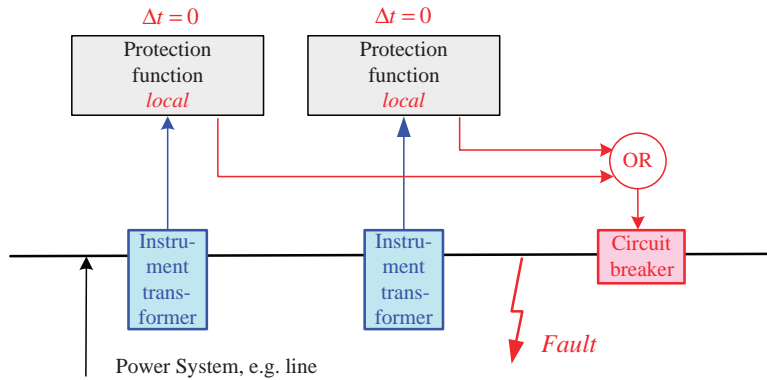 Δt = 0
Δt = 0
Protection
function
local
Protection
function
local
OR
Instru-
ment
trans-
former
Instru-
ment
trans-
former
Circuit
breaker
Fault
Power System, e.g. line